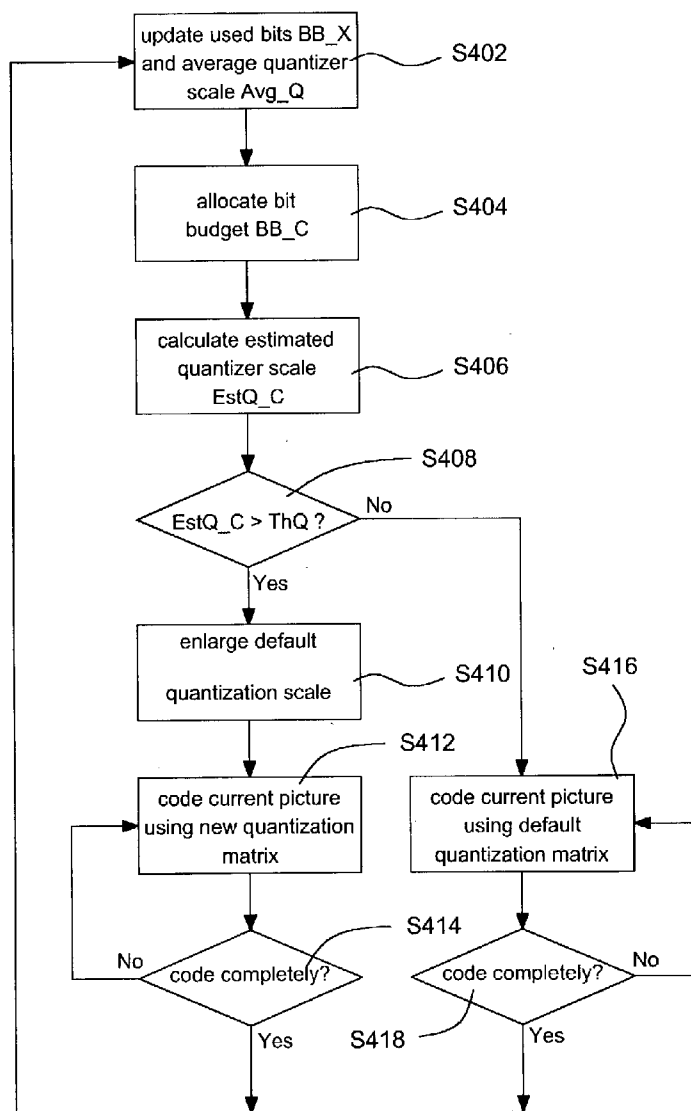 update used bits BB_X
and average quantizer
scale Avg_Q
S402
allocate bit
budget BB_C
S404
calculate estimated
quantizer scale
EstQ_C
S406
S408
EstQ_C > ThQ ?
No
Yes
enlarge default
quantization scale
S410
S416
S412
code current picture
using new quantization
matrix
code current picture
using default
quantization matrix
S414
No
code completely?
Yes
code completely?
No
S418
Yes